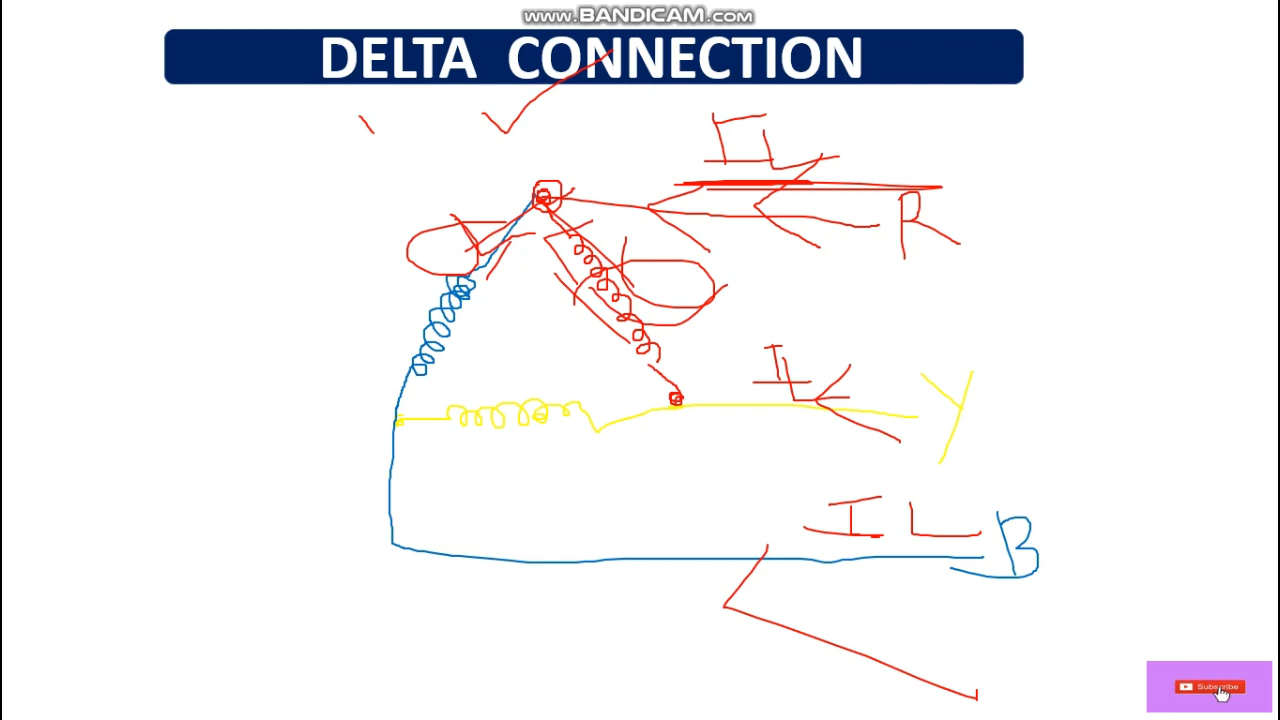 www.BANDICAM.com
DELTA CONNECTION
IL
R
IL
Y
IL
B
Subscribe